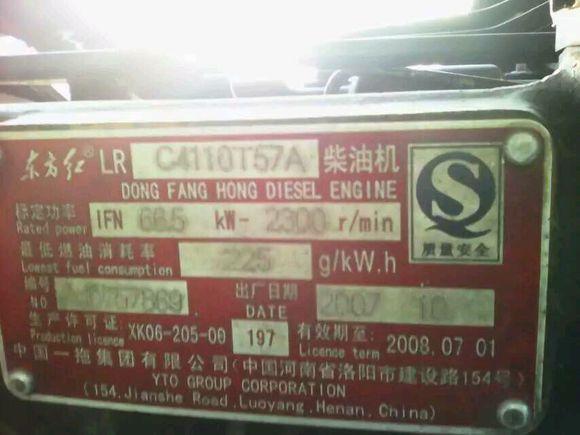 东方红® LR C4110T57A 柴油机
DONG FANG HONG DIESEL ENGINE
标定功率 IFN 66.5 kW- 2300 r/min
Rated power
最低燃油消耗率 225 g/kW.h
Lowest fuel consumption
编号 出厂日期 2007 10
NO DATE
生产许可证: XK06-205-00 197 有效期至: 2008.07 01
Production licence Licence term
质量安全
中国一拖集团有限公司(中国河南省洛阳市建设路154号)
YTO GROUP CORPORATION
(154.Jianshe Road.Luoyang.Henan.China)